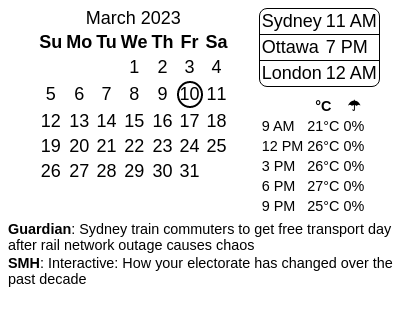 March 2023
Su Mo Tu We Th Fr Sa
1 2 3 4
5 6 7 8 9 10 11
12 13 14 15 16 17 18
19 20 21 22 23 24 25
26 27 28 29 30 31
Sydney 11 AM
Ottawa 7 PM
London 12 AM
°C ☂
9 AM 21°C 0%
12 PM 26°C 0%
3 PM 26°C 0%
6 PM 27°C 0%
9 PM 25°C 0%
Guardian: Sydney train commuters to get free transport day
after rail network outage causes chaos
SMH: Interactive: How your electorate has changed over the
past decade